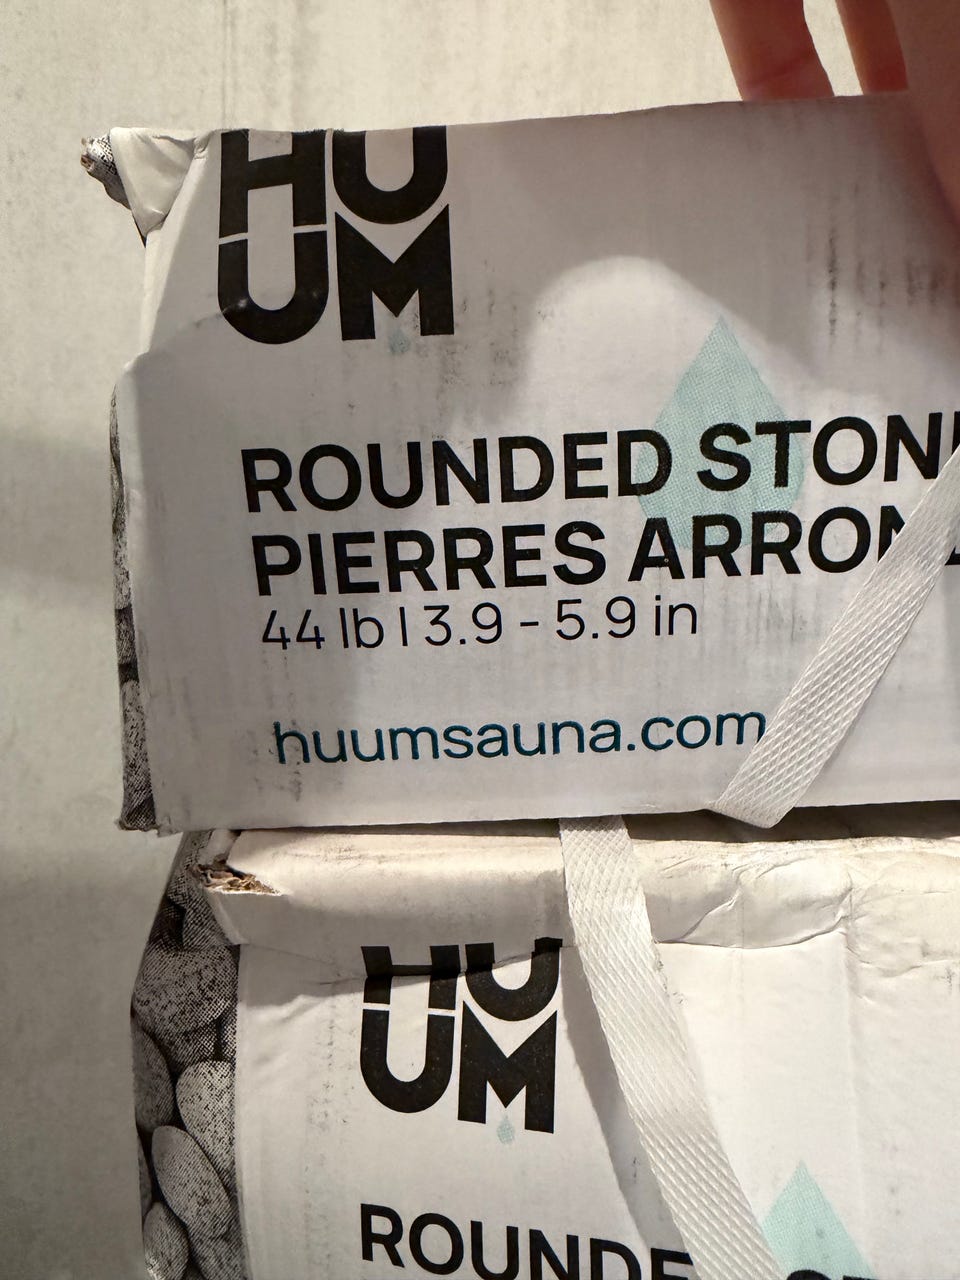 HU
UM
ROUNDED STON
PIERRES ARRON
44 lb | 3.9 - 5.9 in
huumsauna.com
HU
UM
ROUNDE